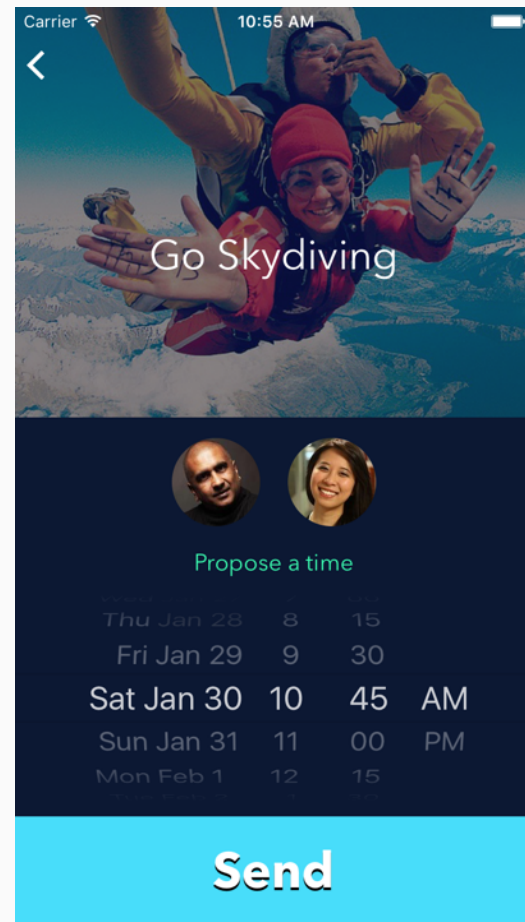 Carrier 10:55 AM
Go Skydiving
Propose a time
Thu Jan 28 8 15
Fri Jan 29 9 30
Sat Jan 30 10 45 AM
Sun Jan 31 11 00 PM
Mon Feb 1 12 15
Send